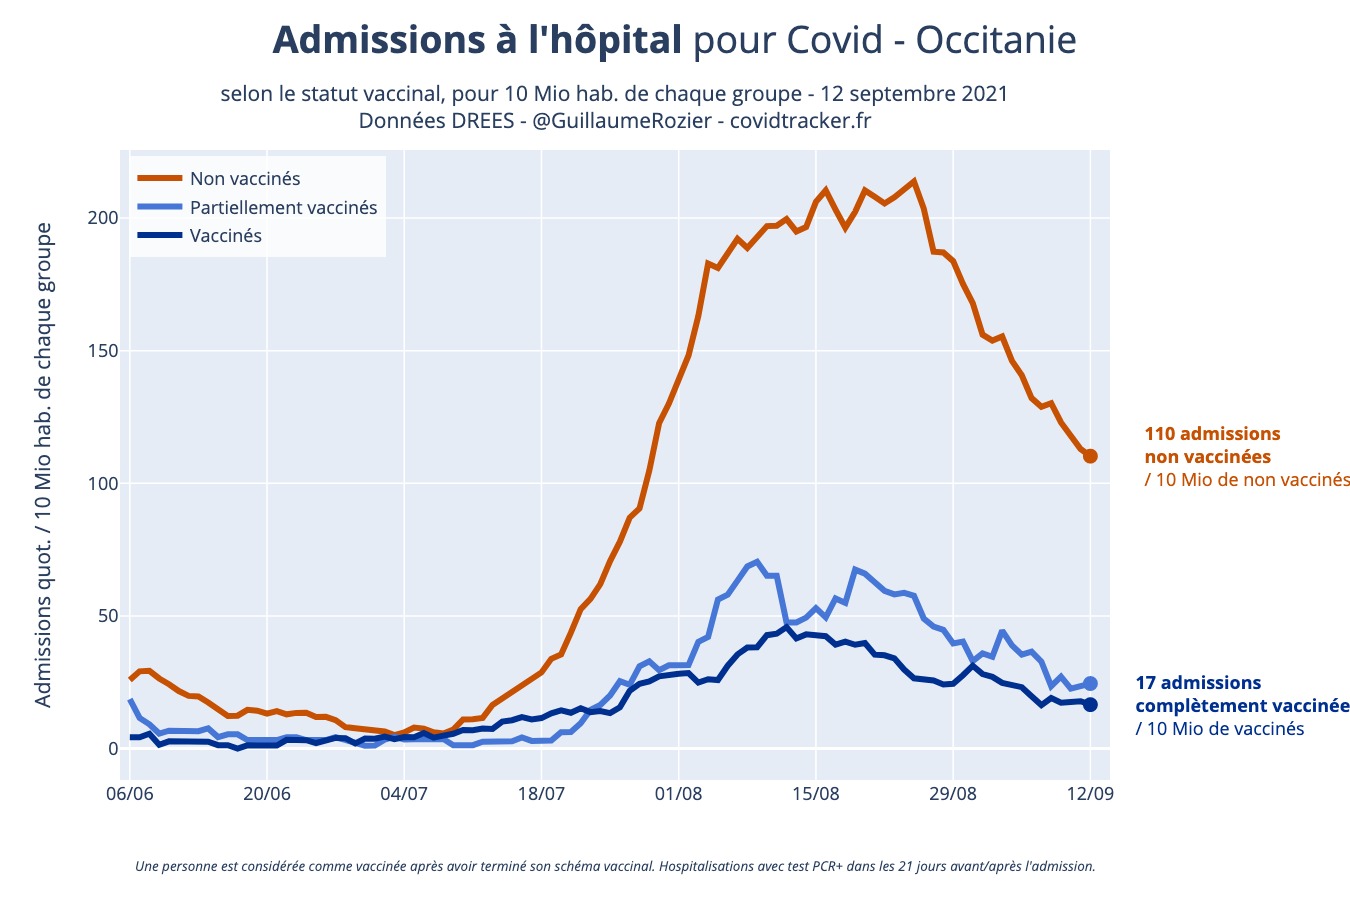 Admissions à l'hôpital pour Covid - Occitanie
selon le statut vaccinal, pour 10 Mio hab. de chaque groupe - 12 septembre 2021
Données DREES - @GuillaumeRozier - covidtracker.fr
Non vaccinés
Partiellement vaccinés
Vaccinés
Admissions quot. / 10 Mio hab. de chaque groupe
200
150
100
50
0
06/06
20/06
04/07
18/07
01/08
15/08
29/08
12/09
110 admissions
non vaccinées
/ 10 Mio de non vaccinés
17 admissions
complètement vaccinée
/ 10 Mio de vaccinés
Une personne est considérée comme vaccinée après avoir terminé son schéma vaccinal. Hospitalisations avec test PCR+ dans les 21 jours avant/après l'admission.